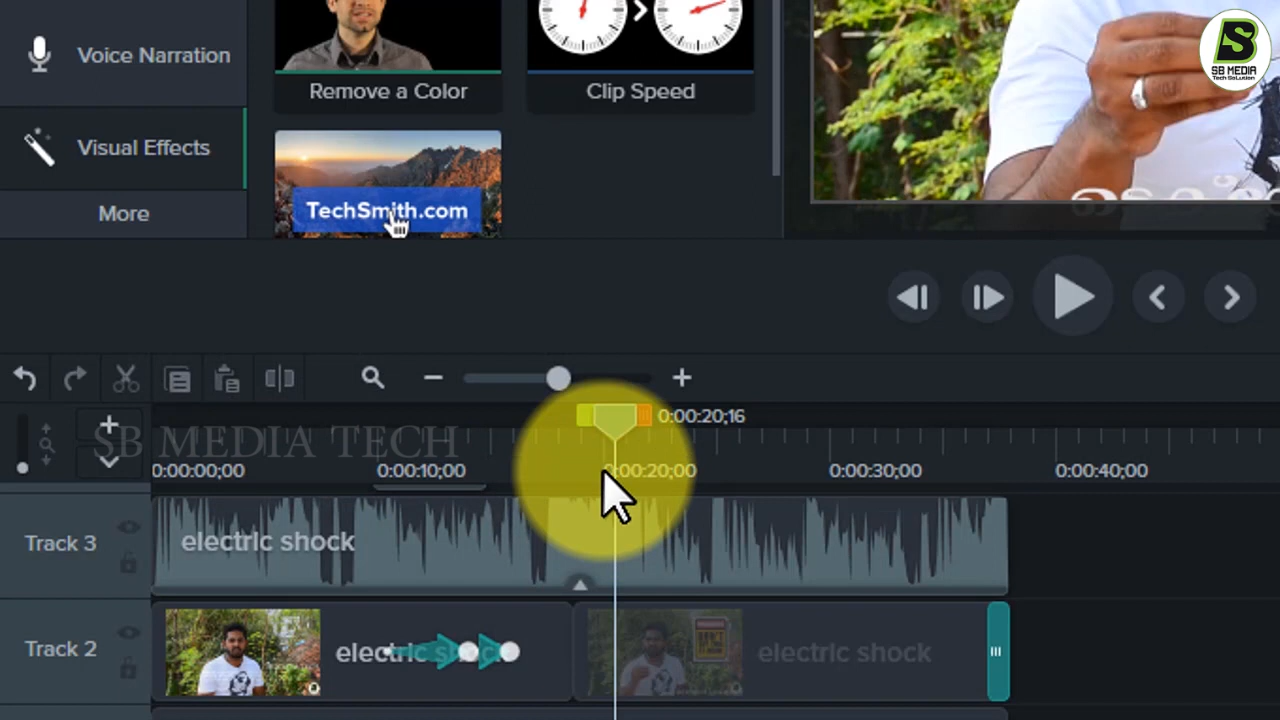 Voice Narration
Visual Effects
More
Remove a Color
Clip Speed
TechSmith.com
SB MEDIA
Tech Solution
0:00:20;16
SB MEDIA TECH
0:00:00;00
0:00:10;00
0:00:20;00
0:00:30;00
0:00:40;00
Track 3
electric shock
Track 2
electric shock
electric shock